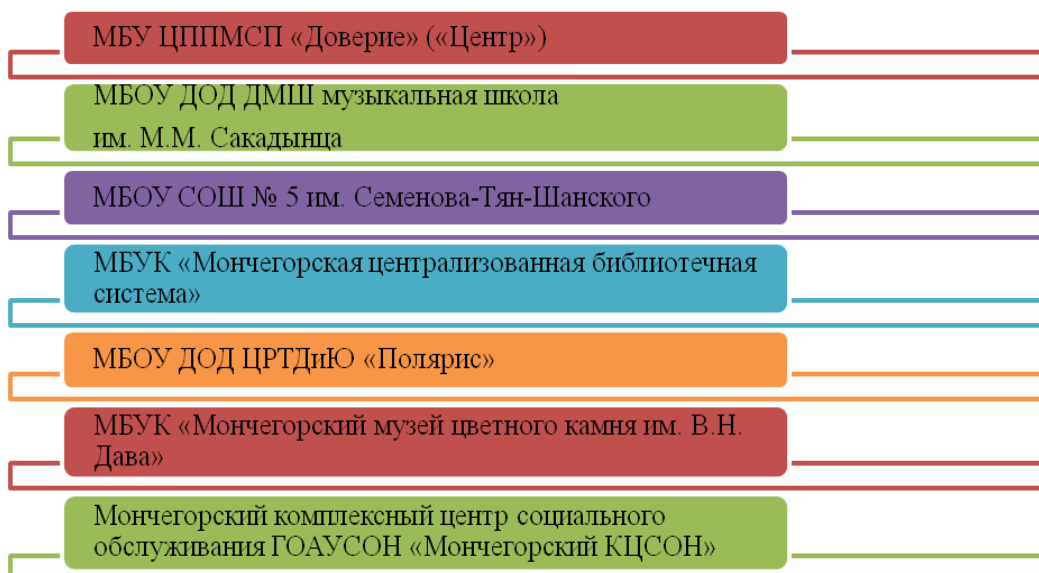 МБУ ЦППМСП «Доверие» («Центр»)
МБОУ ДОД ДМШ музыкальная школа
им. М.М. Сакадынца
МБОУ СОШ № 5 им. Семенова-Тян-Шанского
МБУК «Мончегорская централизованная библиотечная
система»
МБОУ ДОД ЦРТДиЮ «Полярис»
МБУК «Мончегорский музей цветного камня им. В.Н.
Дава»
Мончегорский комплексный центр социального
обслуживания ГОАУСОН «Мончегорский КЦСОН»